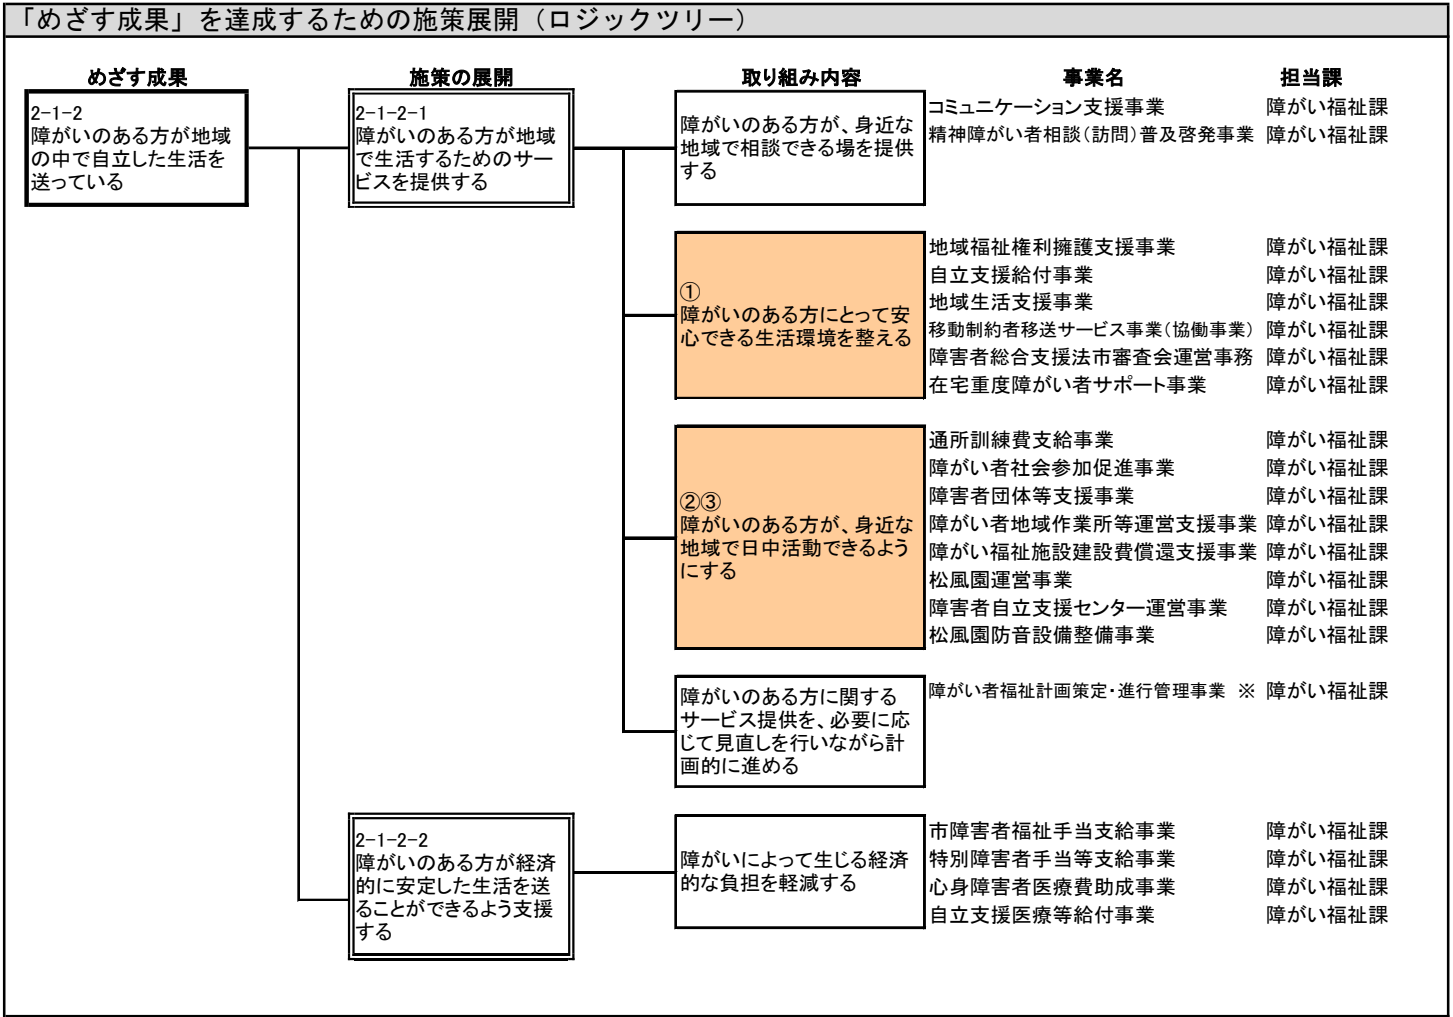 「めざす成果」を達成するための施策展開（ロジックツリー）
めざす成果
施策の展開
取り組み内容
事業名
担当課
2-1-2
障がいのある方が地域
の中で自立した生活を
送っている
2-1-2-1
障がいのある方が地域
で生活するためのサー
ビスを提供する
障がいのある方が、身近な
地域で相談できる場を提供
する
コミュニケーション支援事業 障がい福祉課
精神障がい者相談（訪問）普及啓発事業 障がい福祉課
①
障がいのある方にとって安
心できる生活環境を整える
地域福祉権利擁護支援事業 障がい福祉課
自立支援給付事業 障がい福祉課
地域生活支援事業 障がい福祉課
移動制約者移送サービス事業（協働事業） 障がい福祉課
障害者総合支援法市審査会運営事務 障がい福祉課
在宅重度障がい者サポート事業 障がい福祉課
②③
障がいのある方が、身近な
地域で日中活動できるよう
にする
通所訓練費支給事業 障がい福祉課
障がい者社会参加促進事業 障がい福祉課
障害者団体等支援事業 障がい福祉課
障がい者地域作業所等運営支援事業 障がい福祉課
障がい福祉施設建設費償還支援事業 障がい福祉課
松風園運営事業 障がい福祉課
障害者自立支援センター運営事業 障がい福祉課
松風園防音設備整備事業 障がい福祉課
障がいのある方に関する
サービス提供を、必要に応
じて見直しを行いながら計
画的に進める
障がい者福祉計画策定・進行管理事業 ※ 障がい福祉課
2-1-2-2
障がいのある方が経済
的に安定した生活を送
ることができるよう支援
する
障がいによって生じる経済
的な負担を軽減する
市障害者福祉手当支給事業 障がい福祉課
特別障害者手当等支給事業 障がい福祉課
心身障害者医療費助成事業 障がい福祉課
自立支援医療等給付事業 障がい福祉課